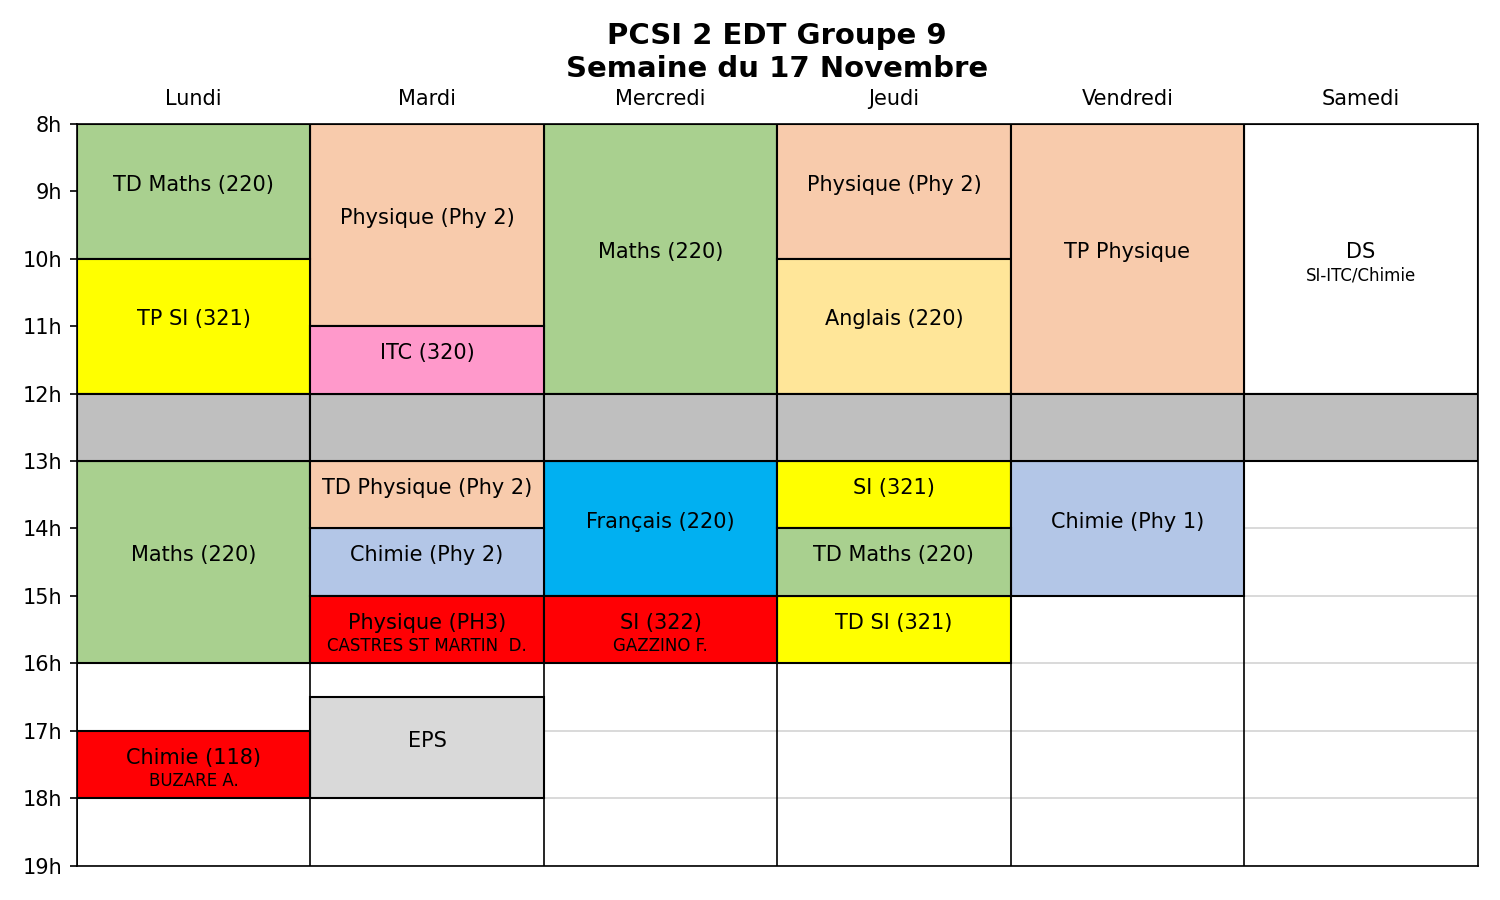 PCSI 2 EDT Groupe 9
Semaine du 17 Novembre
Lundi
Mardi
Mercredi
Jeudi
Vendredi
Samedi
8h
9h
10h
11h
12h
13h
14h
15h
16h
17h
18h
19h
TD Maths (220)
TP SI (321)
Maths (220)
Chimie (118)
BUZARE A.
Physique (Phy 2)
ITC (320)
TD Physique (Phy 2)
Chimie (Phy 2)
Physique (PH3)
CASTRES ST MARTIN  D.
EPS
Maths (220)
Français (220)
SI (322)
GAZZINO F.
Physique (Phy 2)
Anglais (220)
SI (321)
TD Maths (220)
TD SI (321)
TP Physique
Chimie (Phy 1)
DS
SI-ITC/Chimie